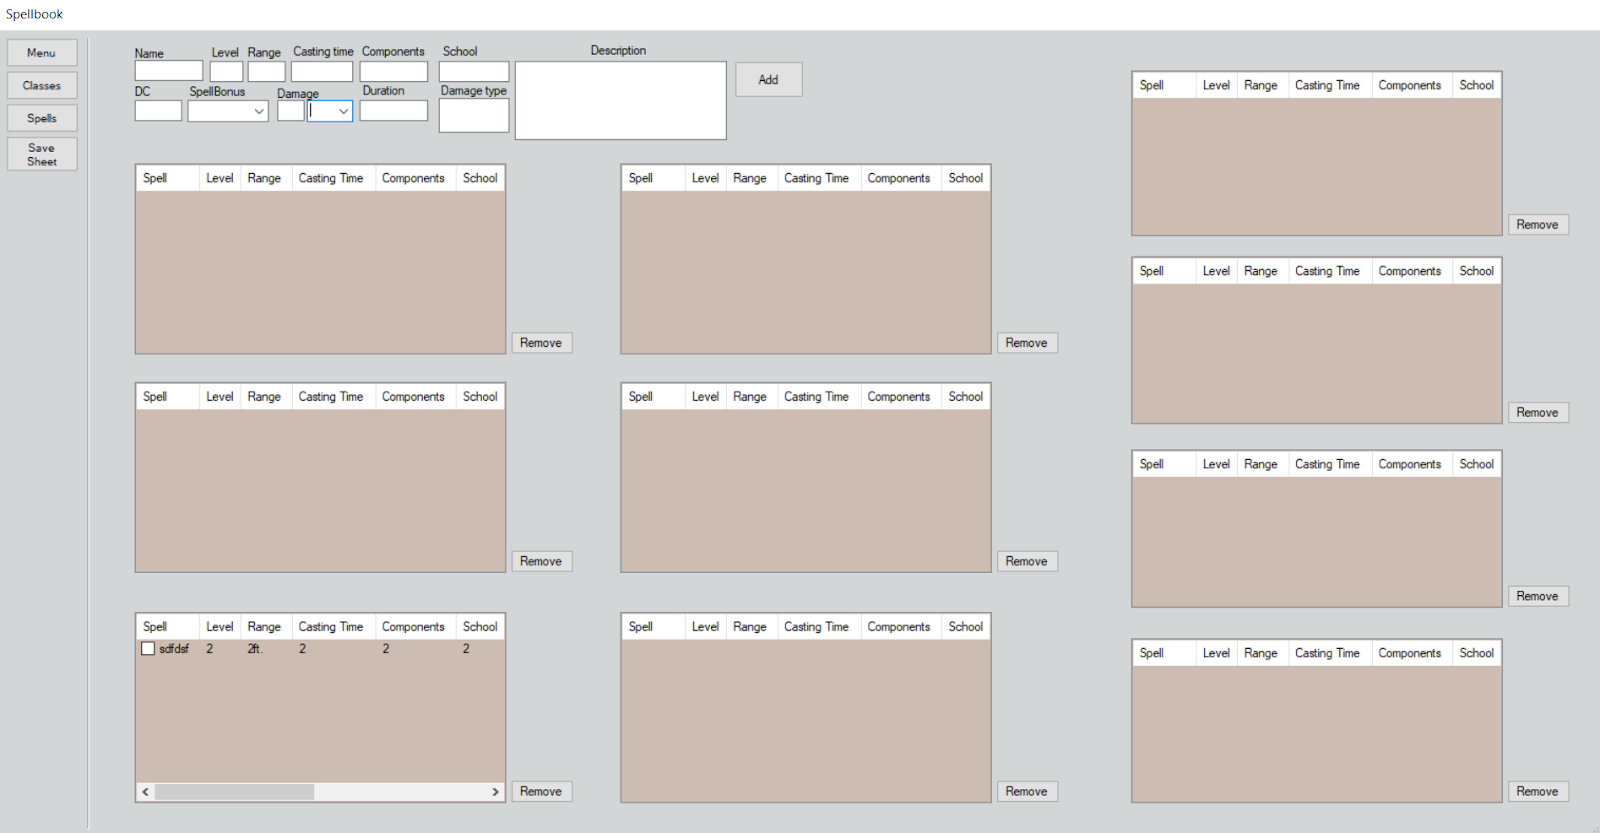 Spellbook
Menu
Classes
Spells
Save
Sheet
Name Level Range Casting time Components School Description
Add
DC SpellBonus Damage Duration Damage type
Spell Level Range Casting Time Components School
Remove
Spell Level Range Casting Time Components School
Remove
Spell Level Range Casting Time Components School
sdfdsf 2 2ft. 2 2 2
Remove
Spell Level Range Casting Time Components School
Remove
Spell Level Range Casting Time Components School
Remove
Spell Level Range Casting Time Components School
Remove
Spell Level Range Casting Time Components School
Remove
Spell Level Range Casting Time Components School
Remove
Spell Level Range Casting Time Components School
Remove
Spell Level Range Casting Time Components School
Remove